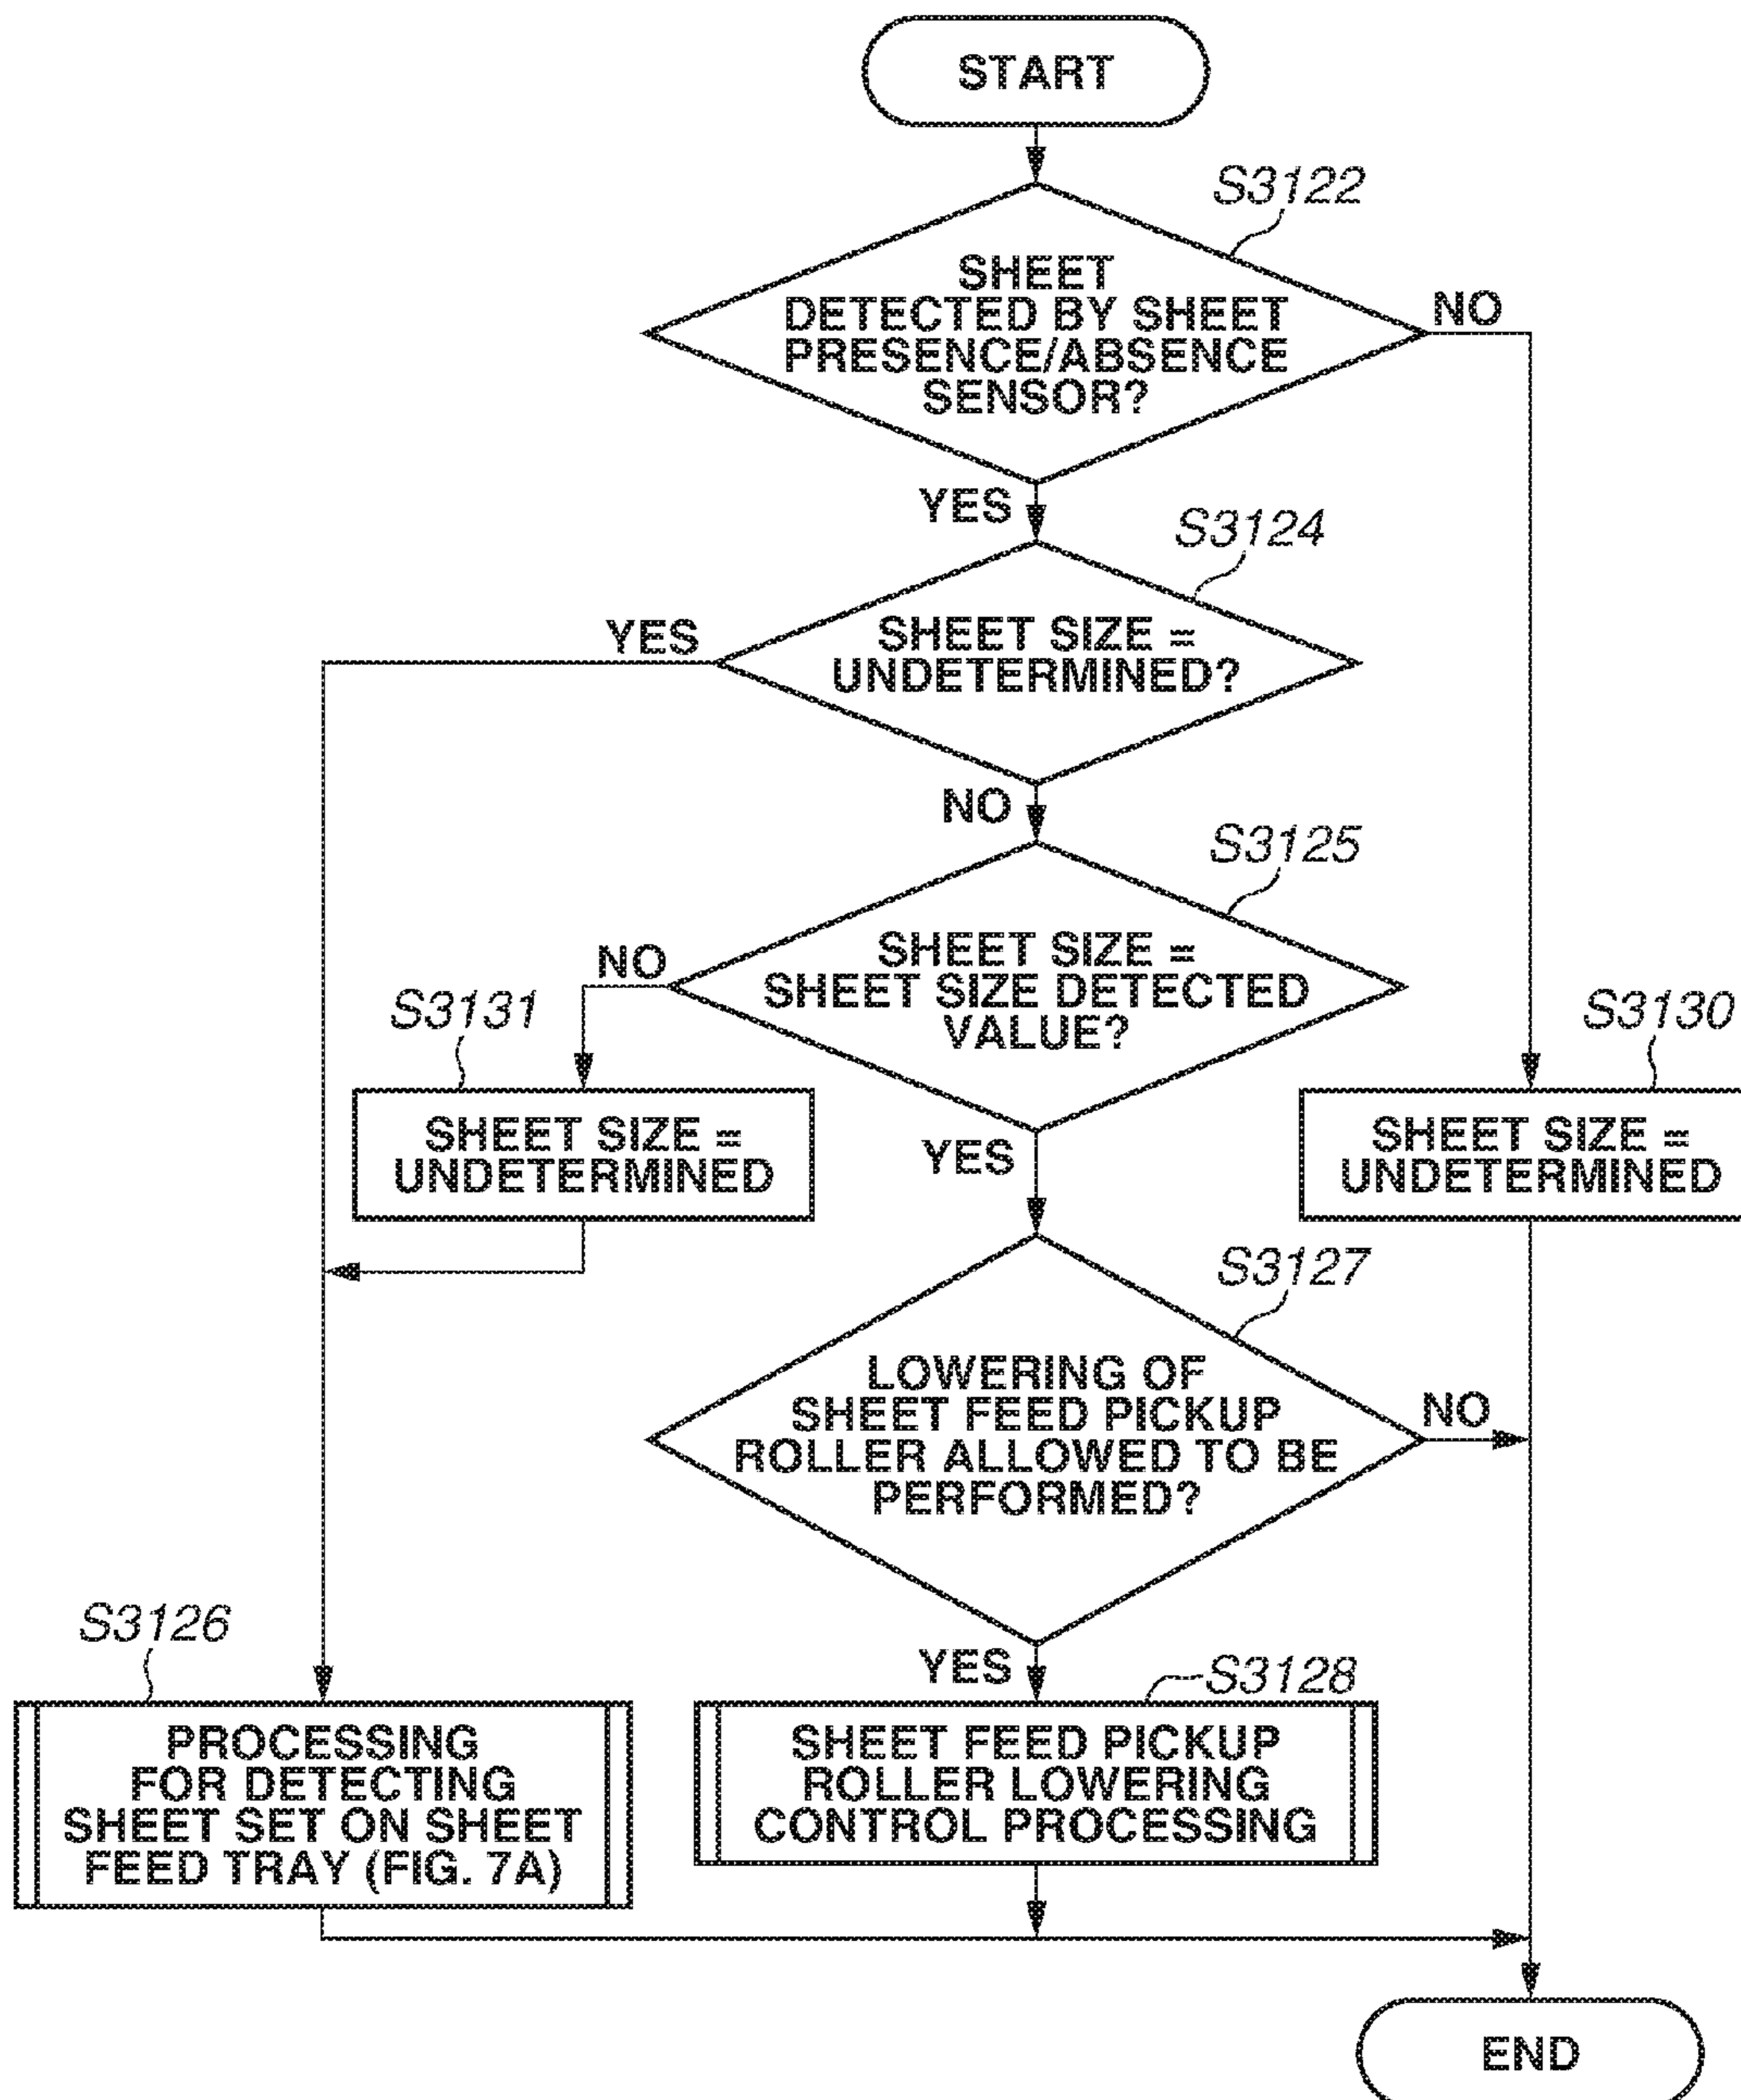 START
S3122
SHEET
DETECTED BY SHEET
PRESENCE/ABSENCE
SENSOR?
NO
YES
S3124
YES
SHEET SIZE =
UNDETERMINED?
NO
S3125
NO
SHEET SIZE =
SHEET SIZE DETECTED
VALUE?
S3131
S3130
SHEET SIZE =
UNDETERMINED
YES
SHEET SIZE =
UNDETERMINED
S3127
LOWERING OF
SHEET FEED PICKUP
ROLLER ALLOWED TO BE
PERFORMED?
NO
S3126
YES
S3128
PROCESSING
FOR DETECTING
SHEET SET ON SHEET
FEED TRAY (FIG. 7A)
SHEET FEED PICKUP
ROLLER LOWERING
CONTROL PROCESSING
END